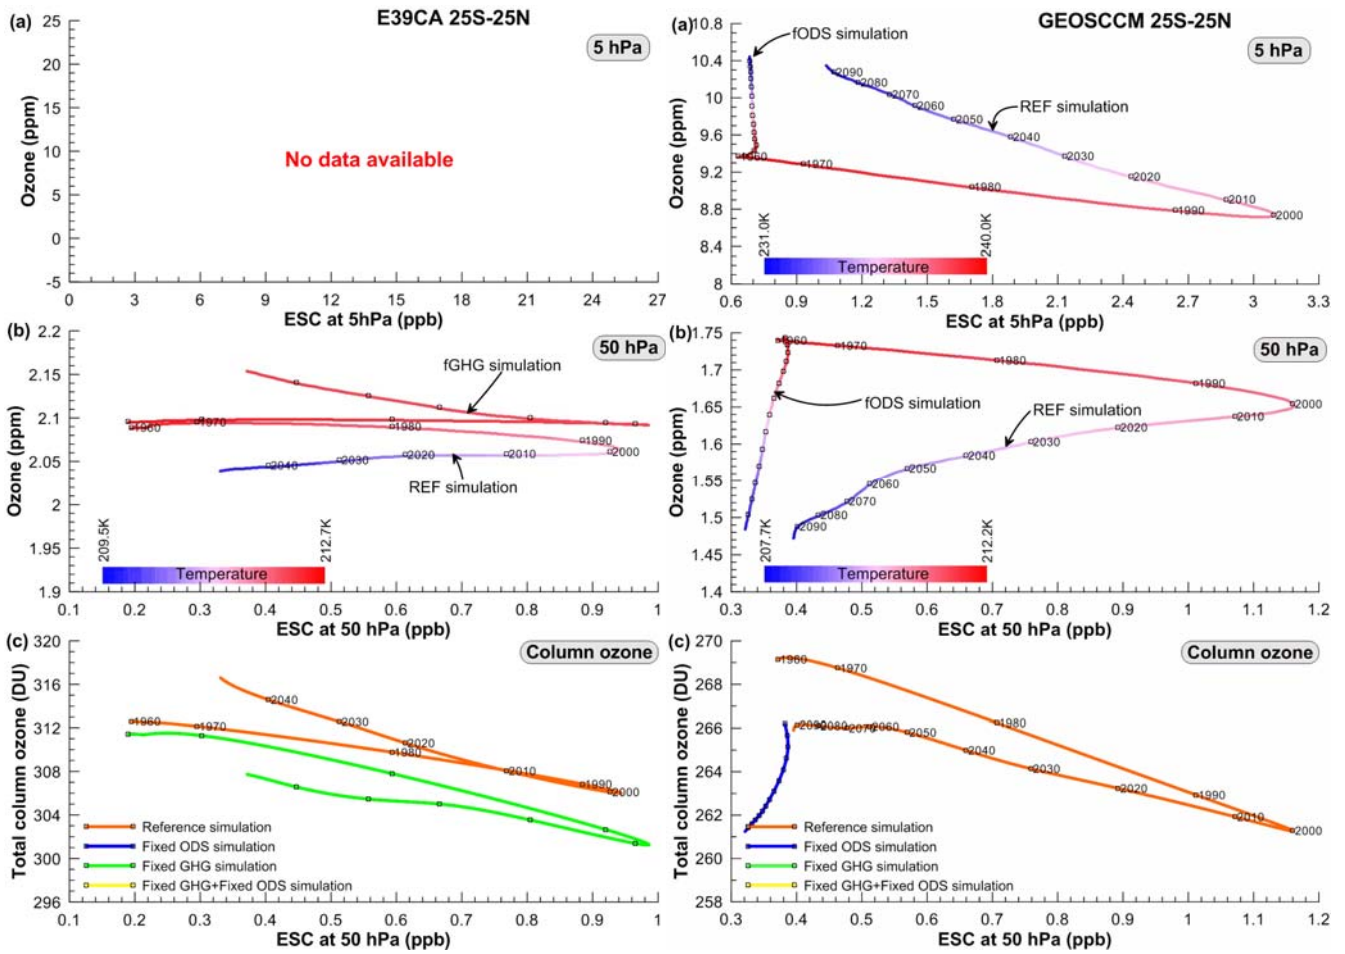 E39CA 25S-25N
(a)
5 hPa
25
20
15
10
5
0
-5
Ozone (ppm)
No data available
0 3 6 9 12 15 18 21 24 27
ESC at 5hPa (ppb)
(b)
50 hPa
2.2
2.15
2.1
2.05
2
1.95
1.9
Ozone (ppm)
fGHG simulation
1960 1970 1980 1990 2000
2040 2030 2020 2010
REF simulation
209.5K
212.7K
Temperature
0.1 0.2 0.3 0.4 0.5 0.6 0.7 0.8 0.9 1
ESC at 50 hPa (ppb)
(c)
Column ozone
320
316
312
308
304
300
296
Total column ozone (DU)
2040
2030
2020
2010
1960 1970 1980 1990 2000
Reference simulation
Fixed ODS simulation
Fixed GHG simulation
Fixed GHG+Fixed ODS simulation
0.1 0.2 0.3 0.4 0.5 0.6 0.7 0.8 0.9 1
ESC at 50 hPa (ppb)
GEOSCCM 25S-25N
(a)
5 hPa
10.8
10.4
10
9.6
9.2
8.8
8.4
8
Ozone (ppm)
fODS simulation
2090
2080
2070
2060
2050
2040
2030
2020
2010
2000
REF simulation
1960 1970 1980 1990
231.0K
240.0K
Temperature
0.6 0.9 1.2 1.5 1.8 2.1 2.4 2.7 3 3.3
ESC at 5hPa (ppb)
(b)
50 hPa
1.75
1.7
1.65
1.6
1.55
1.5
1.45
1.4
Ozone (ppm)
1960 1970 1980 1990 2000
fODS simulation
REF simulation
2010
2020
2030
2040
2050
2060
2070
2080
2090
207.7K
212.2K
Temperature
0.3 0.4 0.5 0.6 0.7 0.8 0.9 1 1.1 1.2
ESC at 50 hPa (ppb)
(c)
Column ozone
270
268
266
264
262
260
258
Total column ozone (DU)
1960 1970 1980 1990 2000
2090 2080 2070 2060 2050 2040 2030 2020 2010
Reference simulation
Fixed ODS simulation
Fixed GHG simulation
Fixed GHG+Fixed ODS simulation
0.3 0.4 0.5 0.6 0.7 0.8 0.9 1 1.1 1.2
ESC at 50 hPa (ppb)